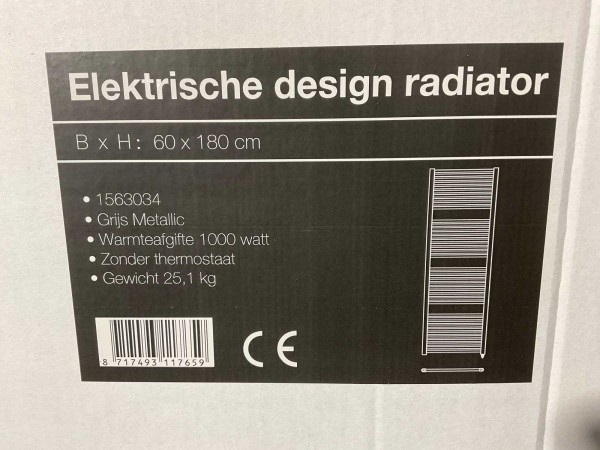 Elektrische design radiator
B x H: 60 x 180 cm
• 1563034
• Grijs Metallic
• Warmteafgifte 1000 watt
• Zonder thermostaat
• Gewicht 25,1 kg
8 717493 117659
CE